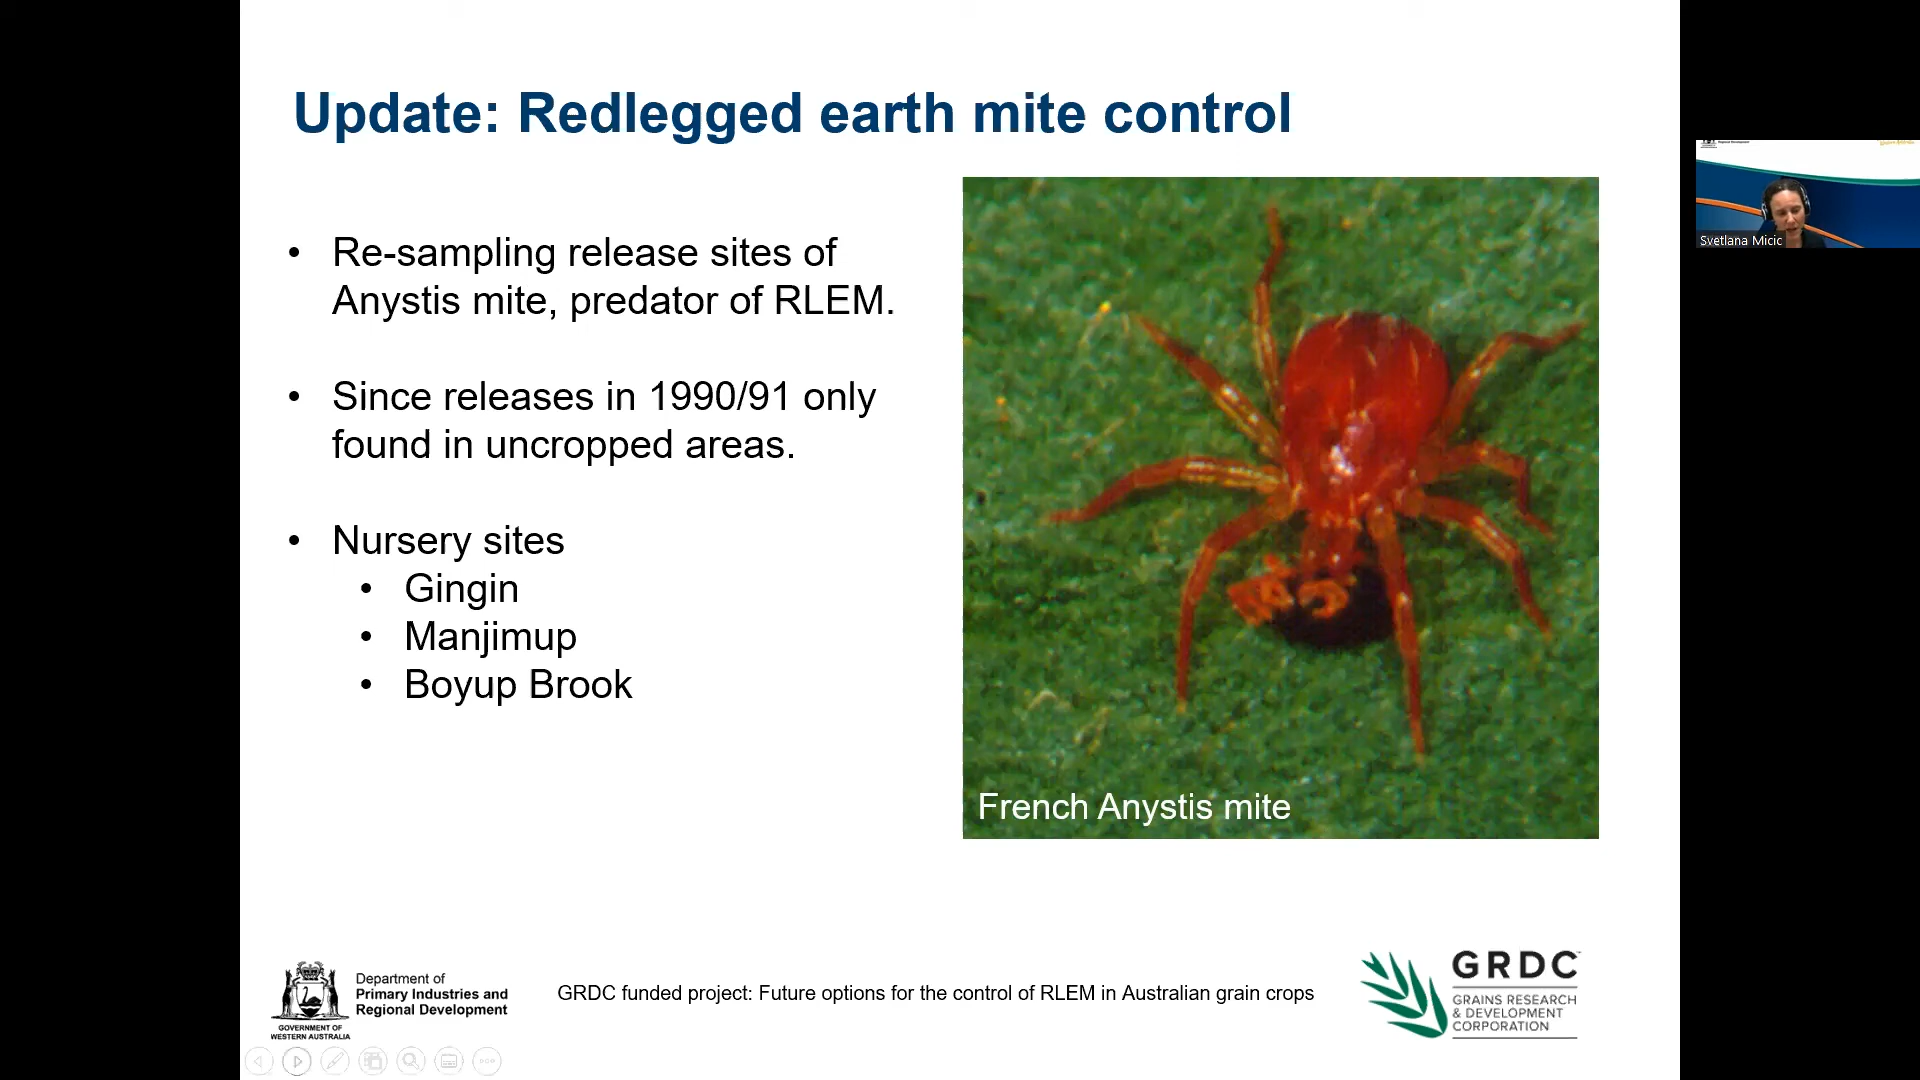 Update: Redlegged earth mite control
• Re-sampling release sites of
Anystis mite, predator of RLEM.
• Since releases in 1990/91 only
found in uncropped areas.
• Nursery sites
• Gingin
• Manjimup
• Boyup Brook
French Anystis mite
Svetlana Micic
Department of
Primary Industries and
Regional Development
GOVERNMENT OF
WESTERN AUSTRALIA
GRDC funded project: Future options for the control of RLEM in Australian grain crops
GRDC
GRAINS RESEARCH
& DEVELOPMENT
CORPORATION